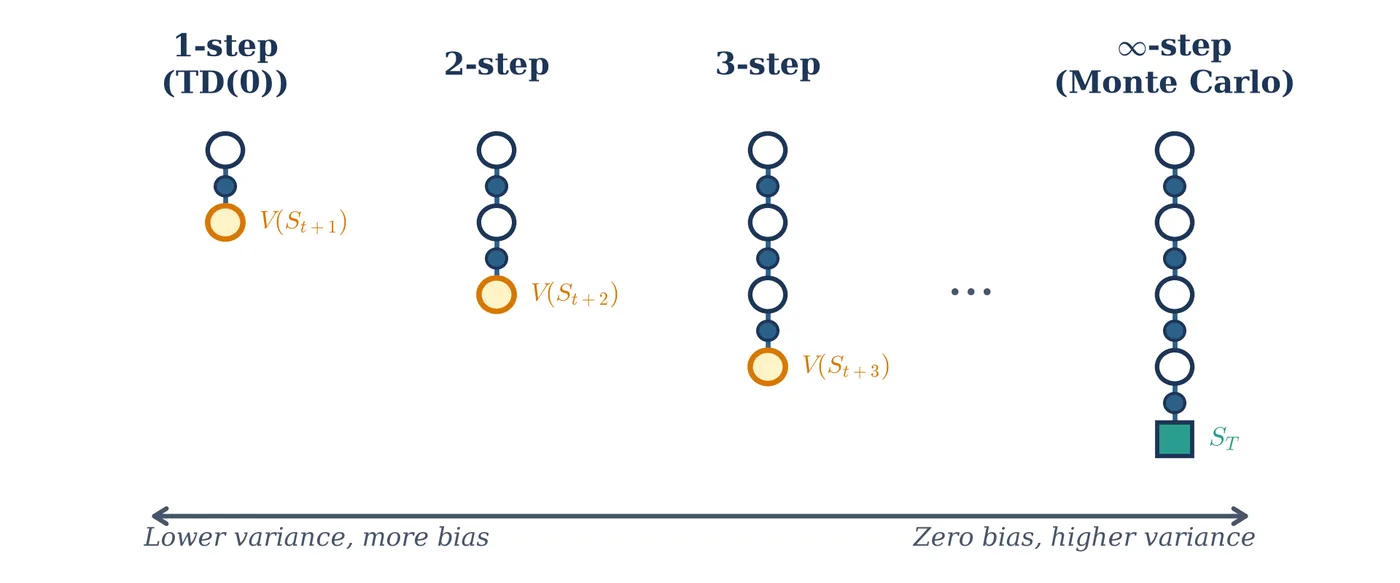 1-step
(TD(0))
2-step
3-step
∞-step
(Monte Carlo)
V(S_{t+1})
V(S_{t+2})
V(S_{t+3})
...
S_T
Lower variance, more bias
Zero bias, higher variance